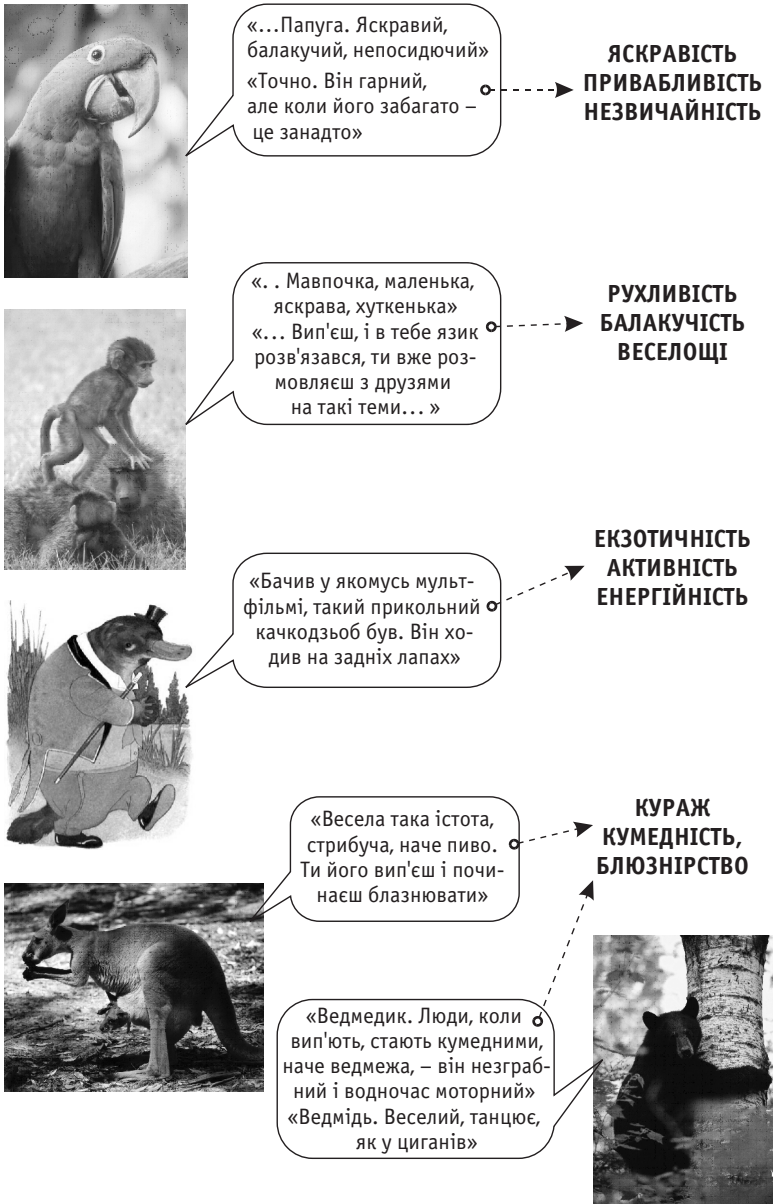 «...Папуга. Яскравий,
балакучий, непосидючий»
«Точно. Він гарний,
але коли його забагато –
це занадто»
ЯСКРАВІСТЬ
ПРИВАБЛИВІСТЬ
НЕЗВИЧАЙНІСТЬ
«. . Мавпочка, маленька,
яскрава, хуткенька»
«... Вип'єш, і в тебе язик
розв'язався, ти вже роз-
мовляєш з друзями
на такі теми... »
РУХЛИВІСТЬ
БАЛАКУЧІСТЬ
ВЕСЕЛОЩІ
«Бачив у якомусь мульт-
фільмі, такий прикольний
качкодзьоб був. Він хо-
див на задніх лапах»
ЕКЗОТИЧНІСТЬ
АКТИВНІСТЬ
ЕНЕРГІЙНІСТЬ
«Весела така істота,
стрибуча, наче пиво.
Ти його вип'єш і почи-
наєш блазнювати»
КУРАЖ
КУМЕДНІСТЬ,
БЛЮЗНІРСТВО
«Ведмедик. Люди, коли
вип'ють, стають кумедними,
наче ведмежа, – він незграб-
ний і водночас моторний»
«Ведмідь. Веселий, танцює,
як у циганів»